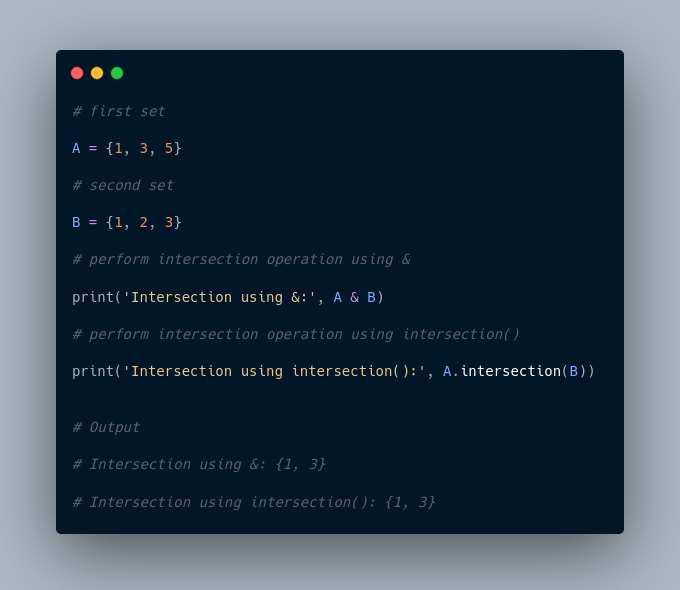 # first set
A = {1, 3, 5}
# second set
B = {1, 2, 3}
# perform intersection operation using &
print('Intersection using &:', A & B)
# perform intersection operation using intersection()
print('Intersection using intersection():', A.intersection(B))
# Output
# Intersection using &: {1, 3}
# Intersection using intersection(): {1, 3}